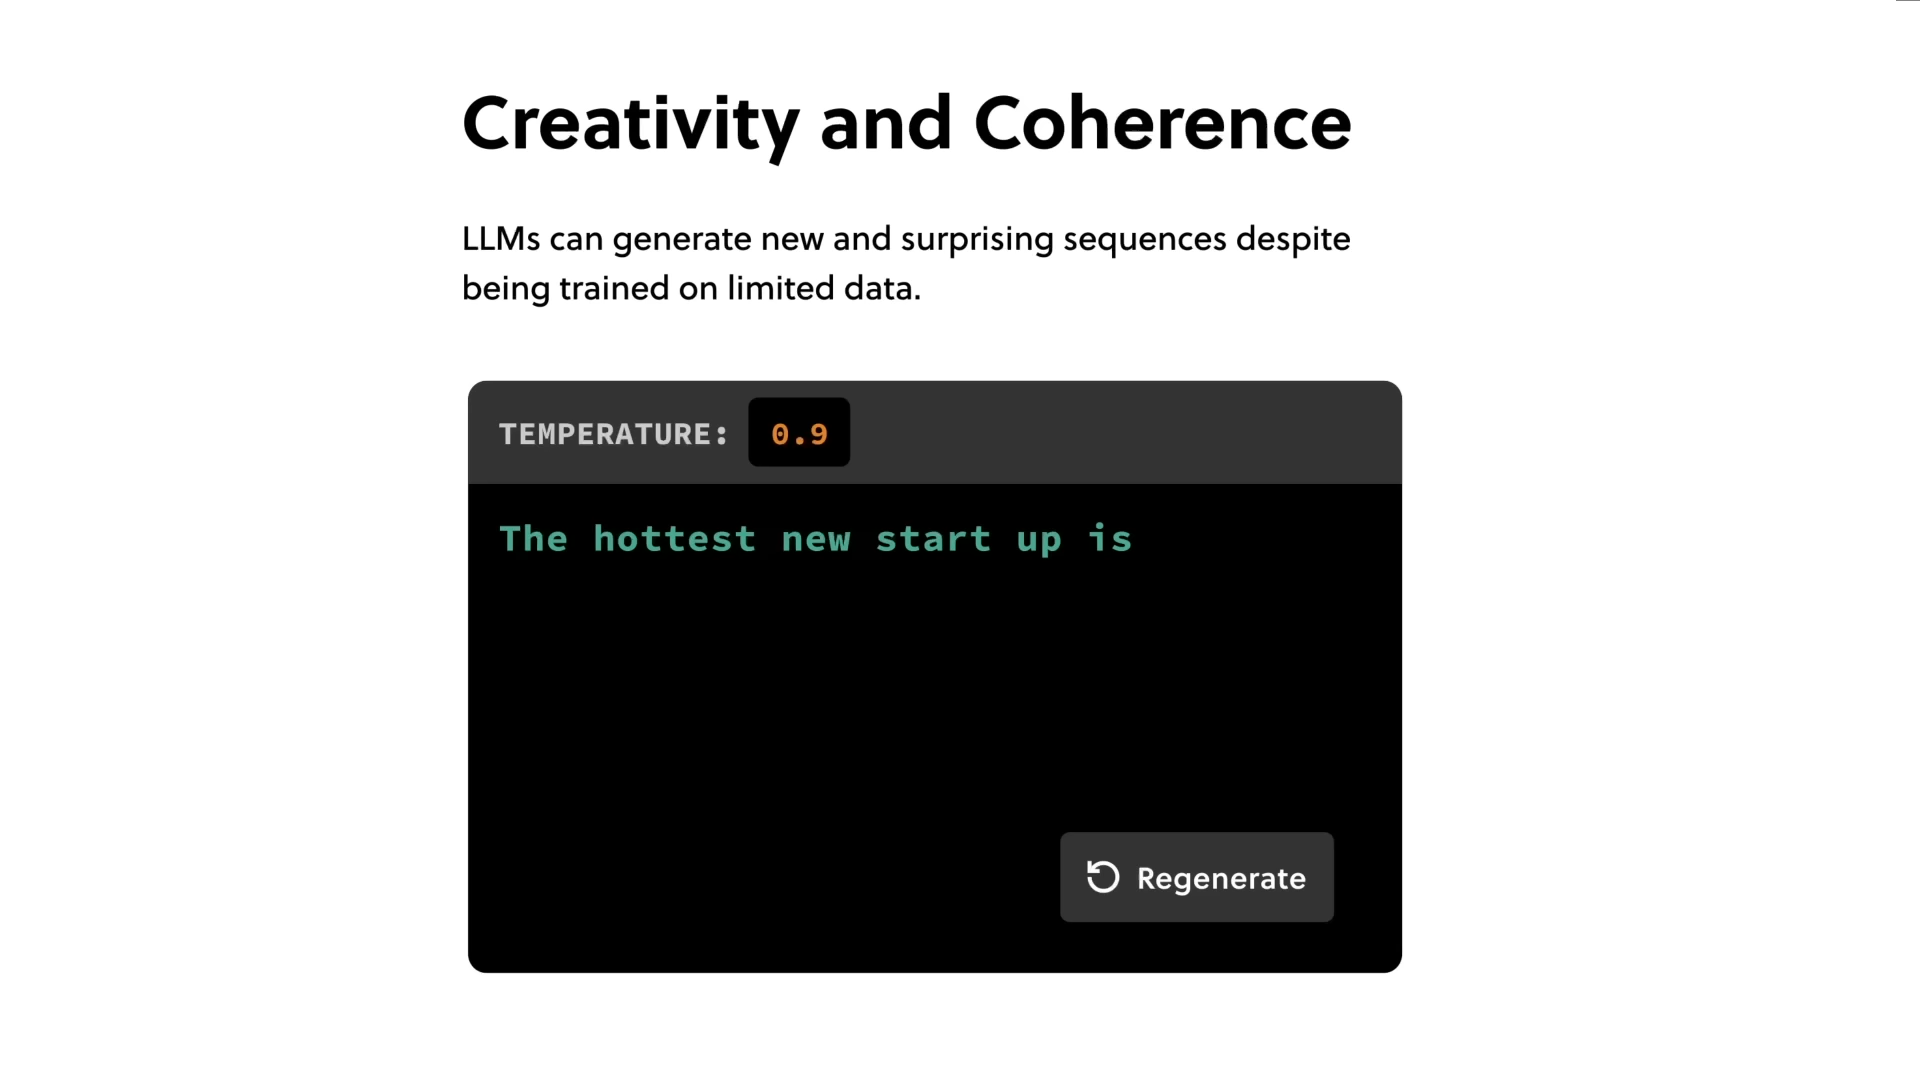 Creativity and Coherence
LLMs can generate new and surprising sequences despite
being trained on limited data.
TEMPERATURE: 0.9
The hottest new start up is
Regenerate